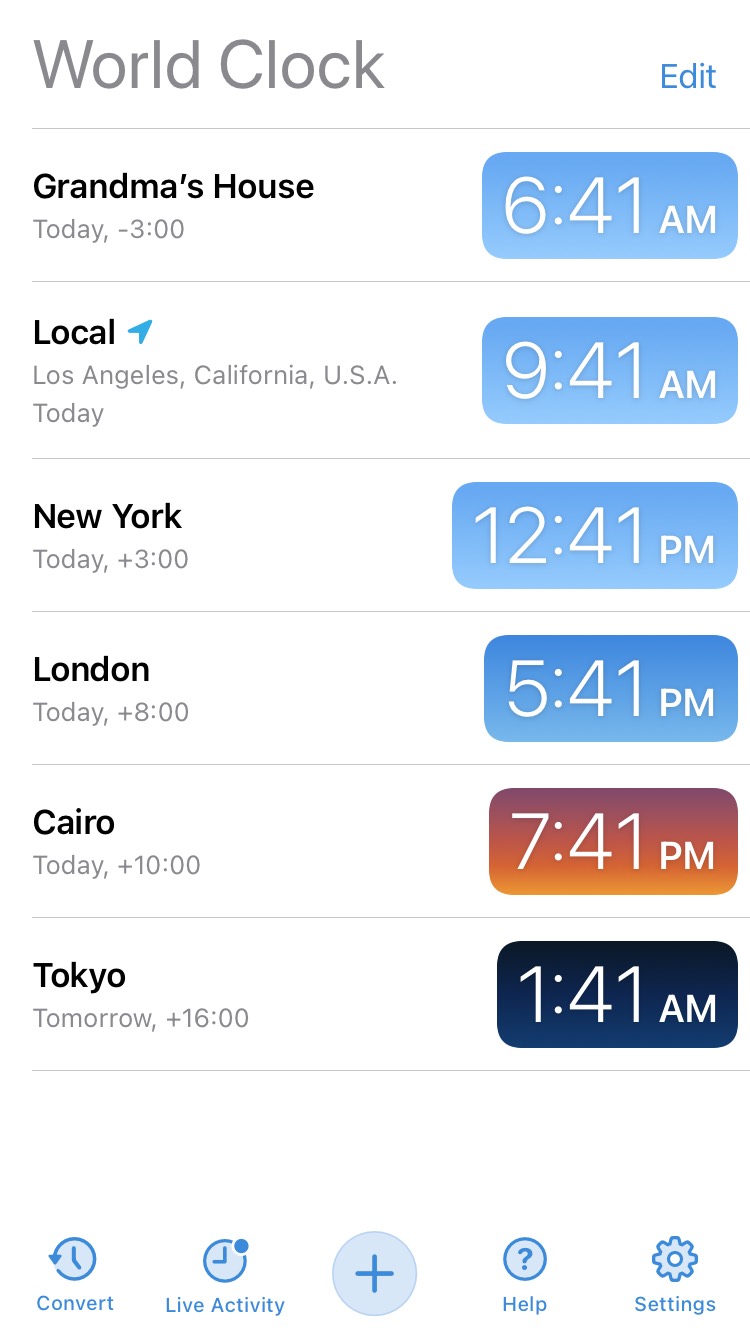 World Clock
Edit
Grandma’s House
Today, -3:00
6:41 AM
Local
Los Angeles, California, U.S.A.
Today
9:41 AM
New York
Today, +3:00
12:41 PM
London
Today, +8:00
5:41 PM
Cairo
Today, +10:00
7:41 PM
Tokyo
Tomorrow, +16:00
1:41 AM
Convert
Live Activity
?
Help
Settings